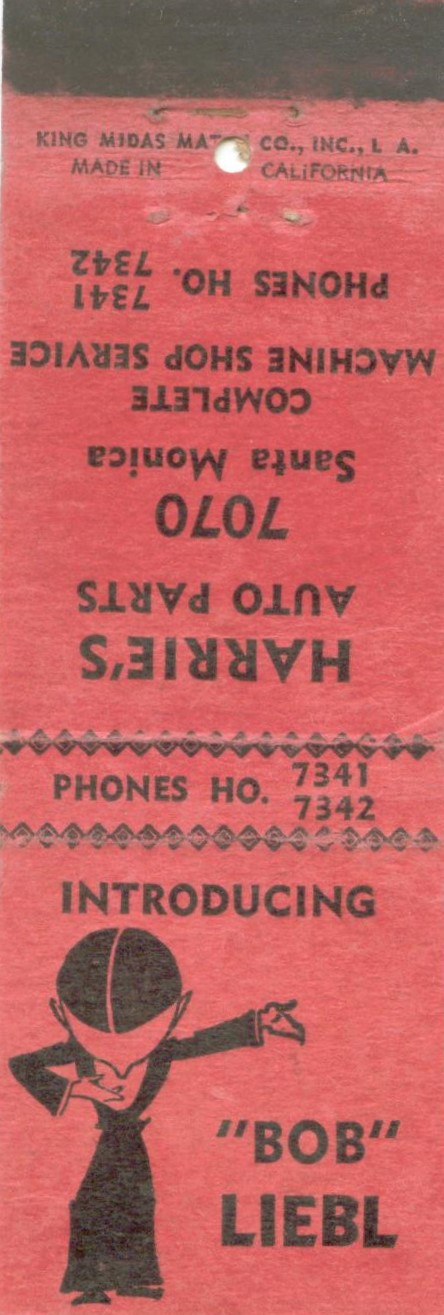 KING MIDAS MATCH CO., INC., L. A.
MADE IN CALIFORNIA
HARRIE'S
AUTO PARTS
7070
Santa Monica
COMPLETE
MACHINE SHOP SERVICE
PHONES HO. 7341
7342
PHONES HO. 7341
7342
INTRODUCING
"BOB"
LIEBL